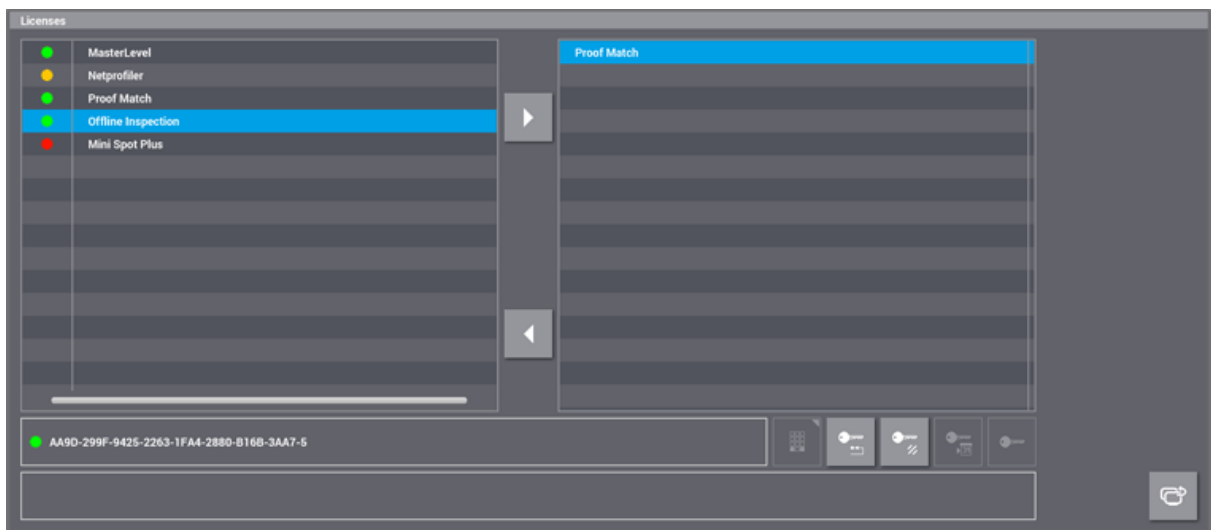 Licenses
MasterLevel
Netprofiler
Proof Match
Offline Inspection
Mini Spot Plus
Proof Match
AA9D-299F-9425-2263-1FA4-2880-B16B-3AA7-5